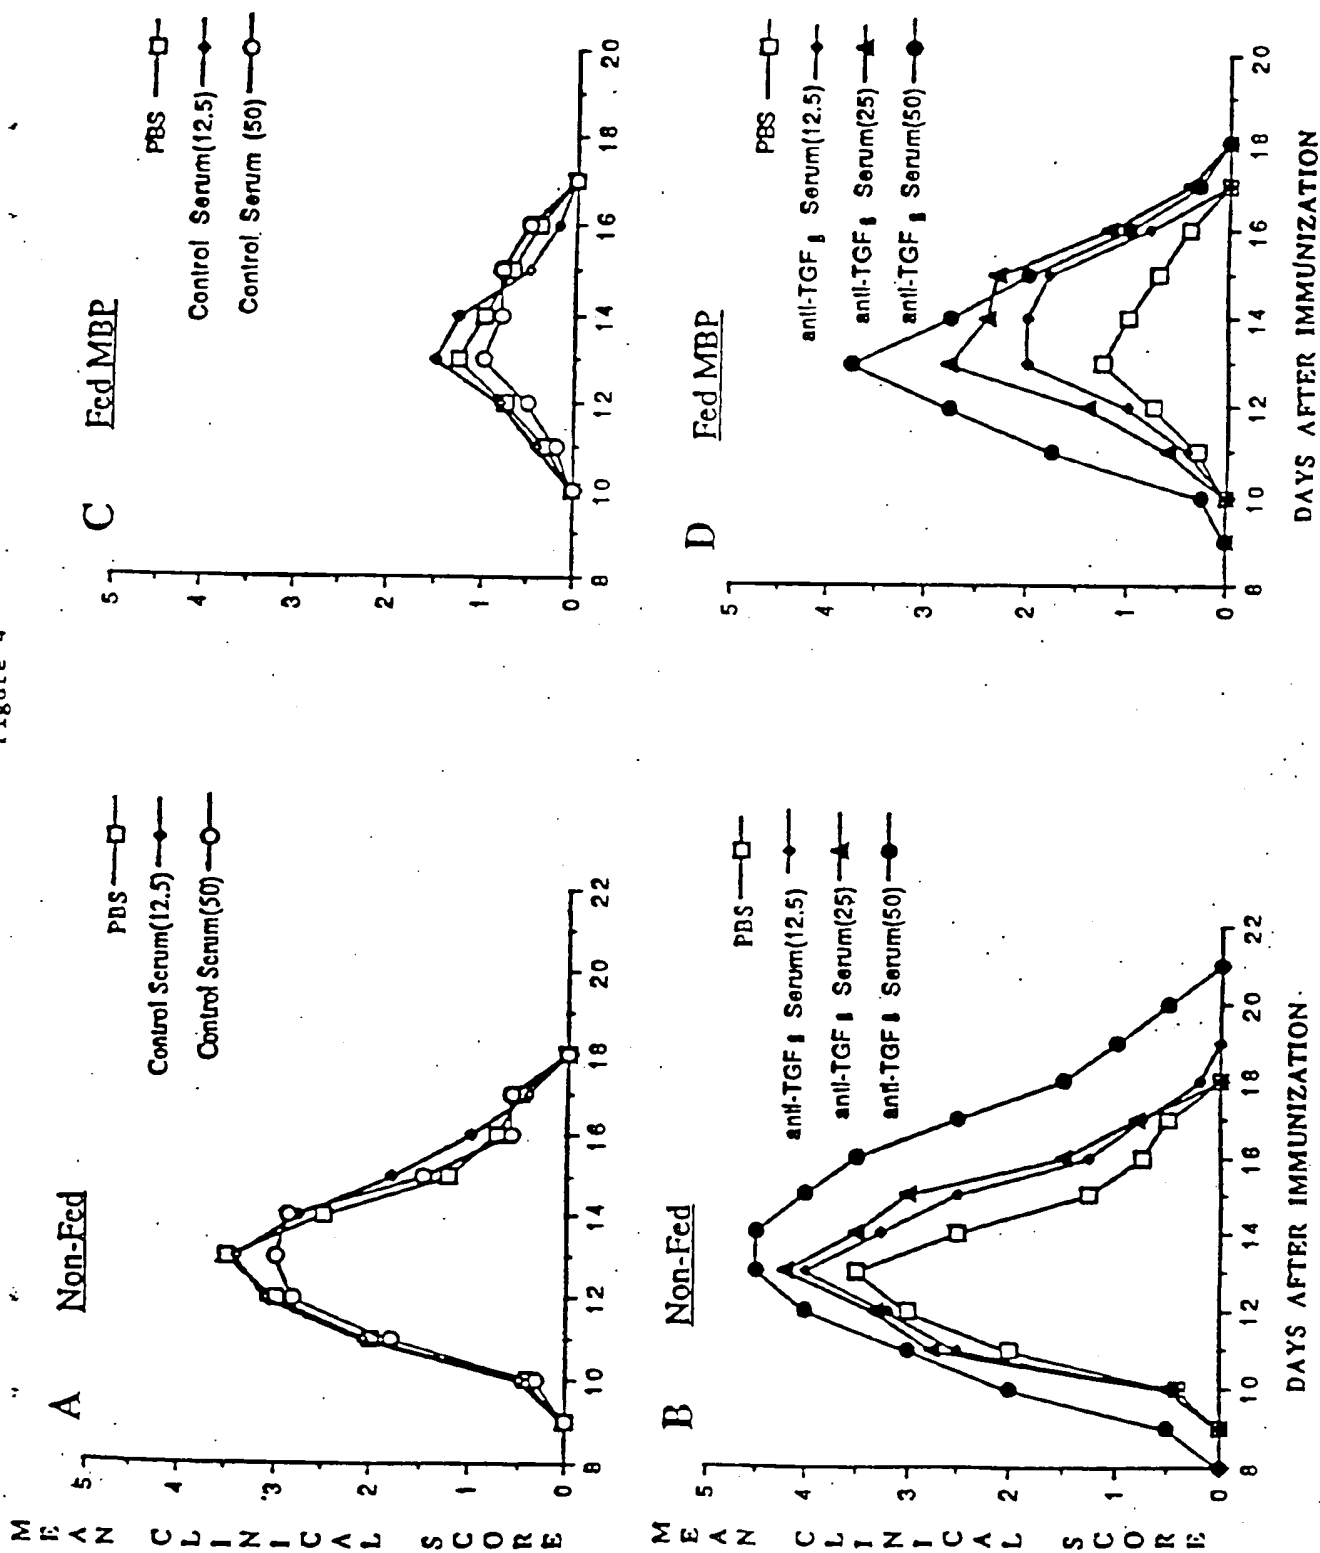 Figure 4
A
Non-Fed
PBS
Control Serum(12.5)
Control Serum(50)
MEAN CLINICAL SCORE
5
4
3
2
1
0
8
10
12
14
16
18
20
22
C
Fed MBP
PBS
Control Serum(12.5)
Control Serum (50)
5
4
3
2
1
0
8
10
12
14
16
18
20
B
Non-Fed
PBS
anti-TGF β Serum(12.5)
anti-TGF β Serum(25)
anti-TGF β Serum(50)
MEAN CLINICAL SCORE
5
4
3
2
1
0
8
10
12
14
16
18
20
22
DAYS AFTER IMMUNIZATION
D
Fed MBP
PBS
anti-TGF β Serum(12.5)
anti-TGF β Serum(25)
anti-TGF β Serum(50)
5
4
3
2
1
0
8
10
12
14
16
18
20
DAYS AFTER IMMUNIZATION